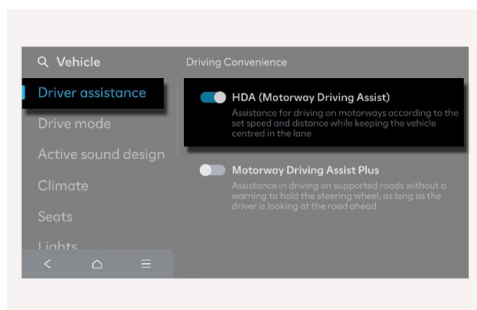 Vehicle
Driving Convenience
Driver assistance
HDA (Motorway Driving Assist)
Assistance for driving on motorways according to the
set speed and distance while keeping the vehicle
centred in the lane
Drive mode
Active sound design
Motorway Driving Assist Plus
Assistance in driving on supported roads without a
warning to hold the steering wheel, as long as the
driver is looking at the road ahead
Climate
Seats
Lights